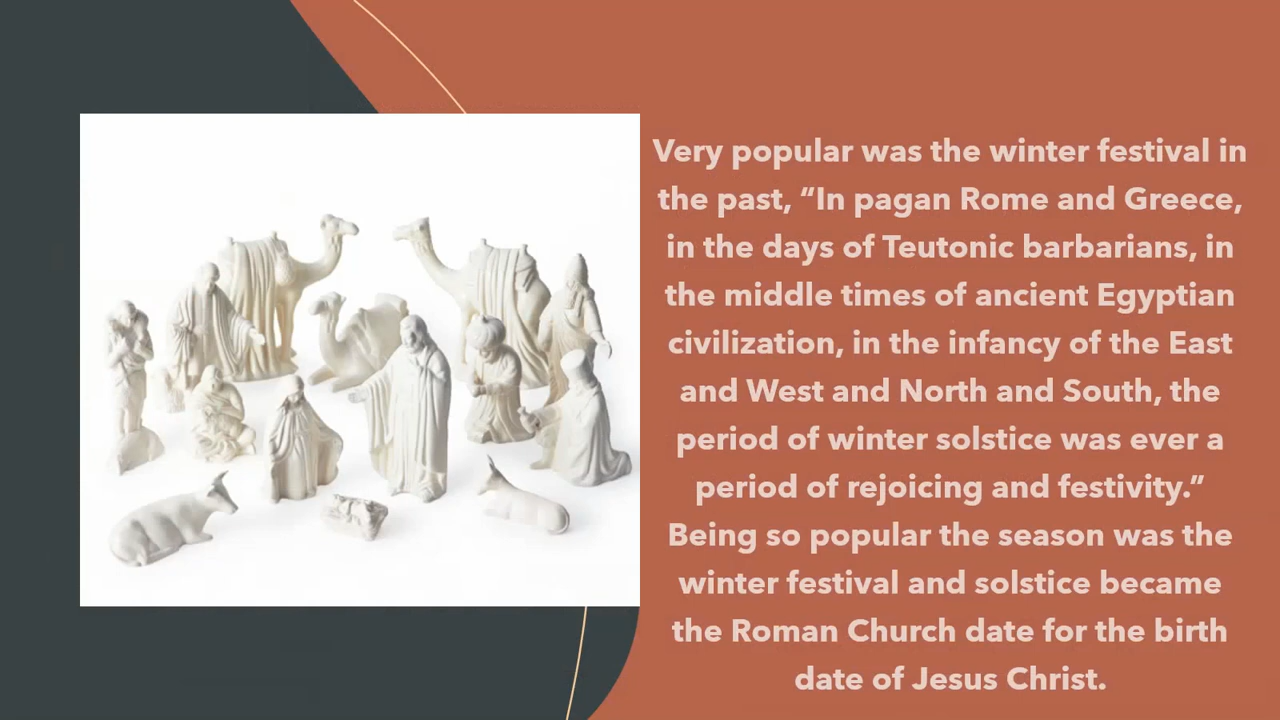 Very popular was the winter festival in
the past, “In pagan Rome and Greece,
in the days of Teutonic barbarians, in
the middle times of ancient Egyptian
civilization, in the infancy of the East
and West and North and South, the
period of winter solstice was ever a
period of rejoicing and festivity.”
Being so popular the season was the
winter festival and solstice became
the Roman Church date for the birth
date of Jesus Christ.